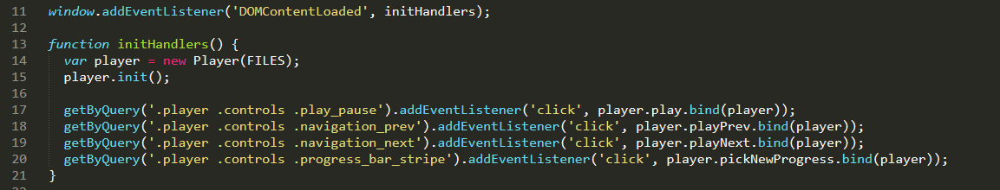 11 window.addEventListener('DOMContentLoaded', initHandlers);
12
13 function initHandlers() {
14   var player = new Player(FILES);
15   player.init();
16
17   getByQuery('.player .controls .play_pause').addEventListener('click', player.play.bind(player));
18   getByQuery('.player .controls .navigation_prev').addEventListener('click', player.playPrev.bind(player));
19   getByQuery('.player .controls .navigation_next').addEventListener('click', player.playNext.bind(player));
20   getByQuery('.player .controls .progress_bar_stripe').addEventListener('click', player.pickNewProgress.bind(player));
21 }